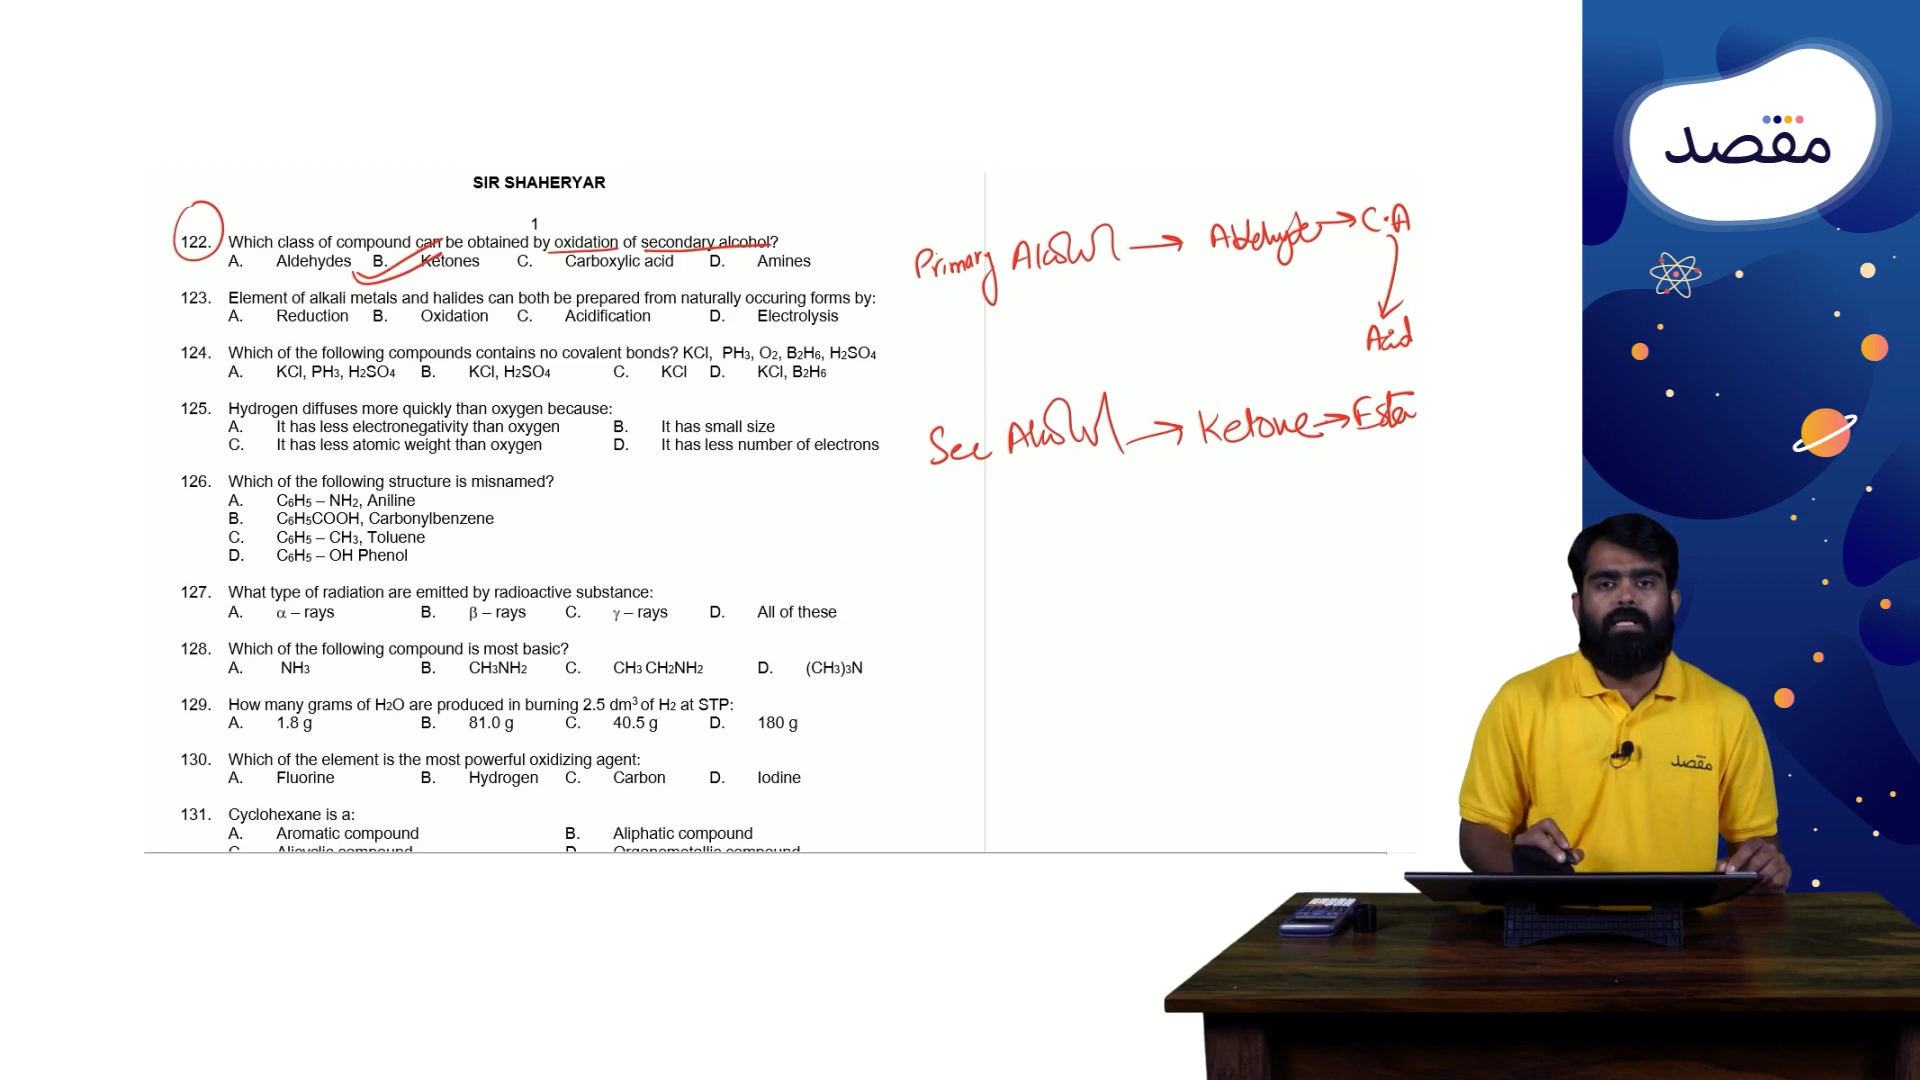 مقصد
SIR SHAHERYAR
1
122. Which class of compound can be obtained by oxidation of secondary alcohol?
A. Aldehydes B. Ketones C. Carboxylic acid D. Amines
123. Element of alkali metals and halides can both be prepared from naturally occuring forms by:
A. Reduction B. Oxidation C. Acidification D. Electrolysis
124. Which of the following compounds contains no covalent bonds? KCl, PH3, O2, B2H6, H2SO4
A. KCl, PH3, H2SO4 B. KCl, H2SO4 C. KCl D. KCl, B2H6
125. Hydrogen diffuses more quickly than oxygen because:
A. It has less electronegativity than oxygen B. It has small size
C. It has less atomic weight than oxygen D. It has less number of electrons
126. Which of the following structure is misnamed?
A. C6H5 – NH2, Aniline
B. C6H5COOH, Carbonylbenzene
C. C6H5 – CH3, Toluene
D. C6H5 – OH Phenol
127. What type of radiation are emitted by radioactive substance:
A. α – rays B. β – rays C. γ – rays D. All of these
128. Which of the following compound is most basic?
A. NH3 B. CH3NH2 C. CH3 CH2NH2 D. (CH3)3N
129. How many grams of H2O are produced in burning 2.5 dm3 of H2 at STP:
A. 1.8 g B. 81.0 g C. 40.5 g D. 180 g
130. Which of the element is the most powerful oxidizing agent:
A. Fluorine B. Hydrogen C. Carbon D. Iodine
131. Cyclohexane is a:
A. Aromatic compound B. Aliphatic compound
C. Alicyclic compound D. Organometallic compound
Primary Alcohol → Aldehyde → C.A
Acid
Sec Alcohol → Ketone → Ester
مقصد